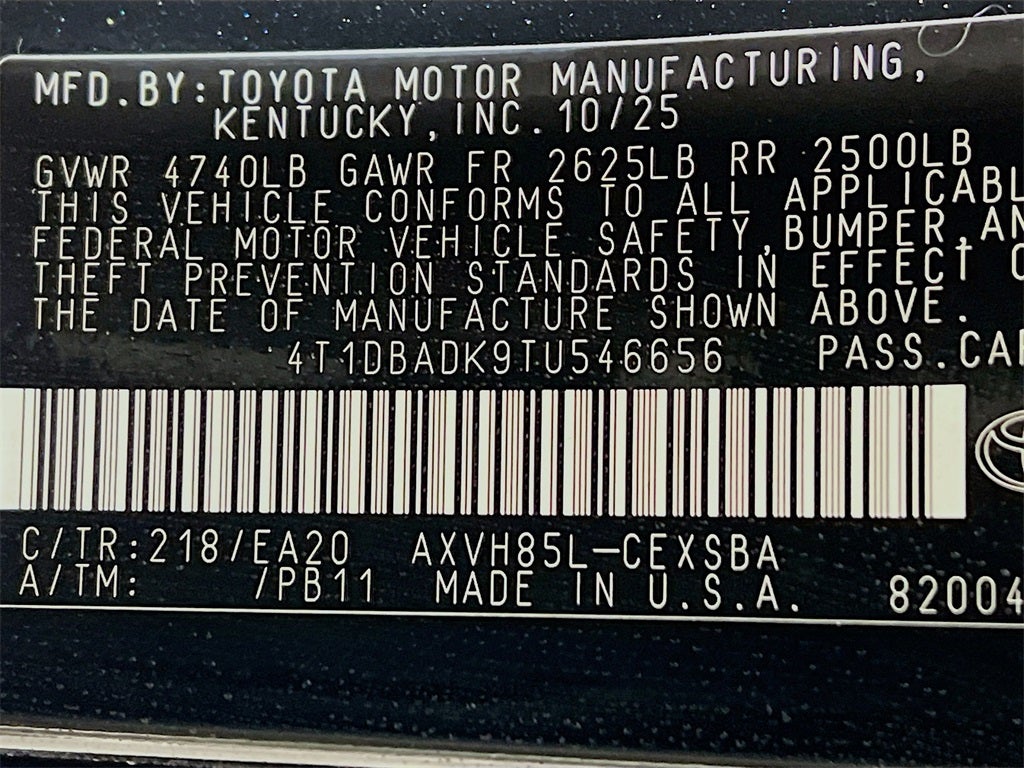 MFD.BY:TOYOTA MOTOR MANUFACTURING,
KENTUCKY,INC.10/25
GVWR 4740LB GAWR FR 2625LB RR 2500LB
THIS VEHICLE CONFORMS TO ALL APPLICABL
FEDERAL MOTOR VEHICLE SAFETY,BUMPER,AN
THEFT PREVENTION STANDARDS IN EFFECT O
THE DATE OF MANUFACTURE SHOWN ABOVE.
4T1DBADK9TU546656 PASS.CAR
C/TR:218/EA20 AXVH85L-CEXSBA
A/TM: /PB11 MADE IN U.S.A. 82004